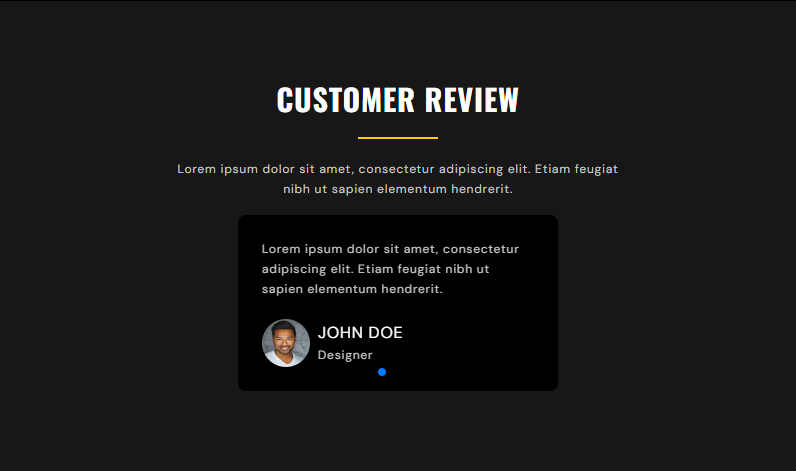 CUSTOMER REVIEW
Lorem ipsum dolor sit amet, consectetur adipiscing elit. Etiam feugiat
nibh ut sapien elementum hendrerit.
Lorem ipsum dolor sit amet, consectetur
adipiscing elit. Etiam feugiat nibh ut
sapien elementum hendrerit.
JOHN DOE
Designer